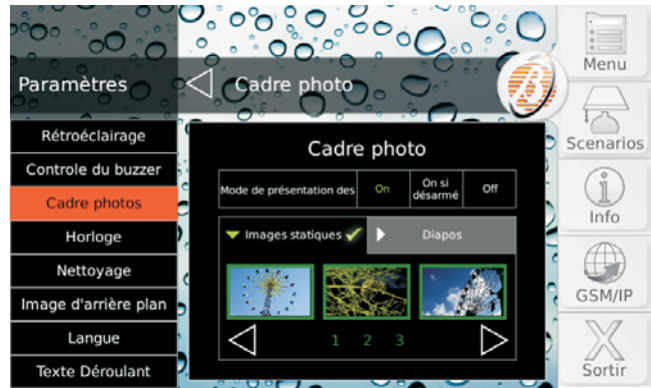 Paramètres
Cadre photo
Rétroéclairage
Controle du buzzer
Cadre photos
Horloge
Nettoyage
Image d'arrière plan
Langue
Texte Déroulant
Cadre photo
Mode de présentation des
On
On si
désarmé
Off
Images statiques
Diapos
1 2 3
B
Menu
Scenarios
i
Info
GSM/IP
X
Sortir